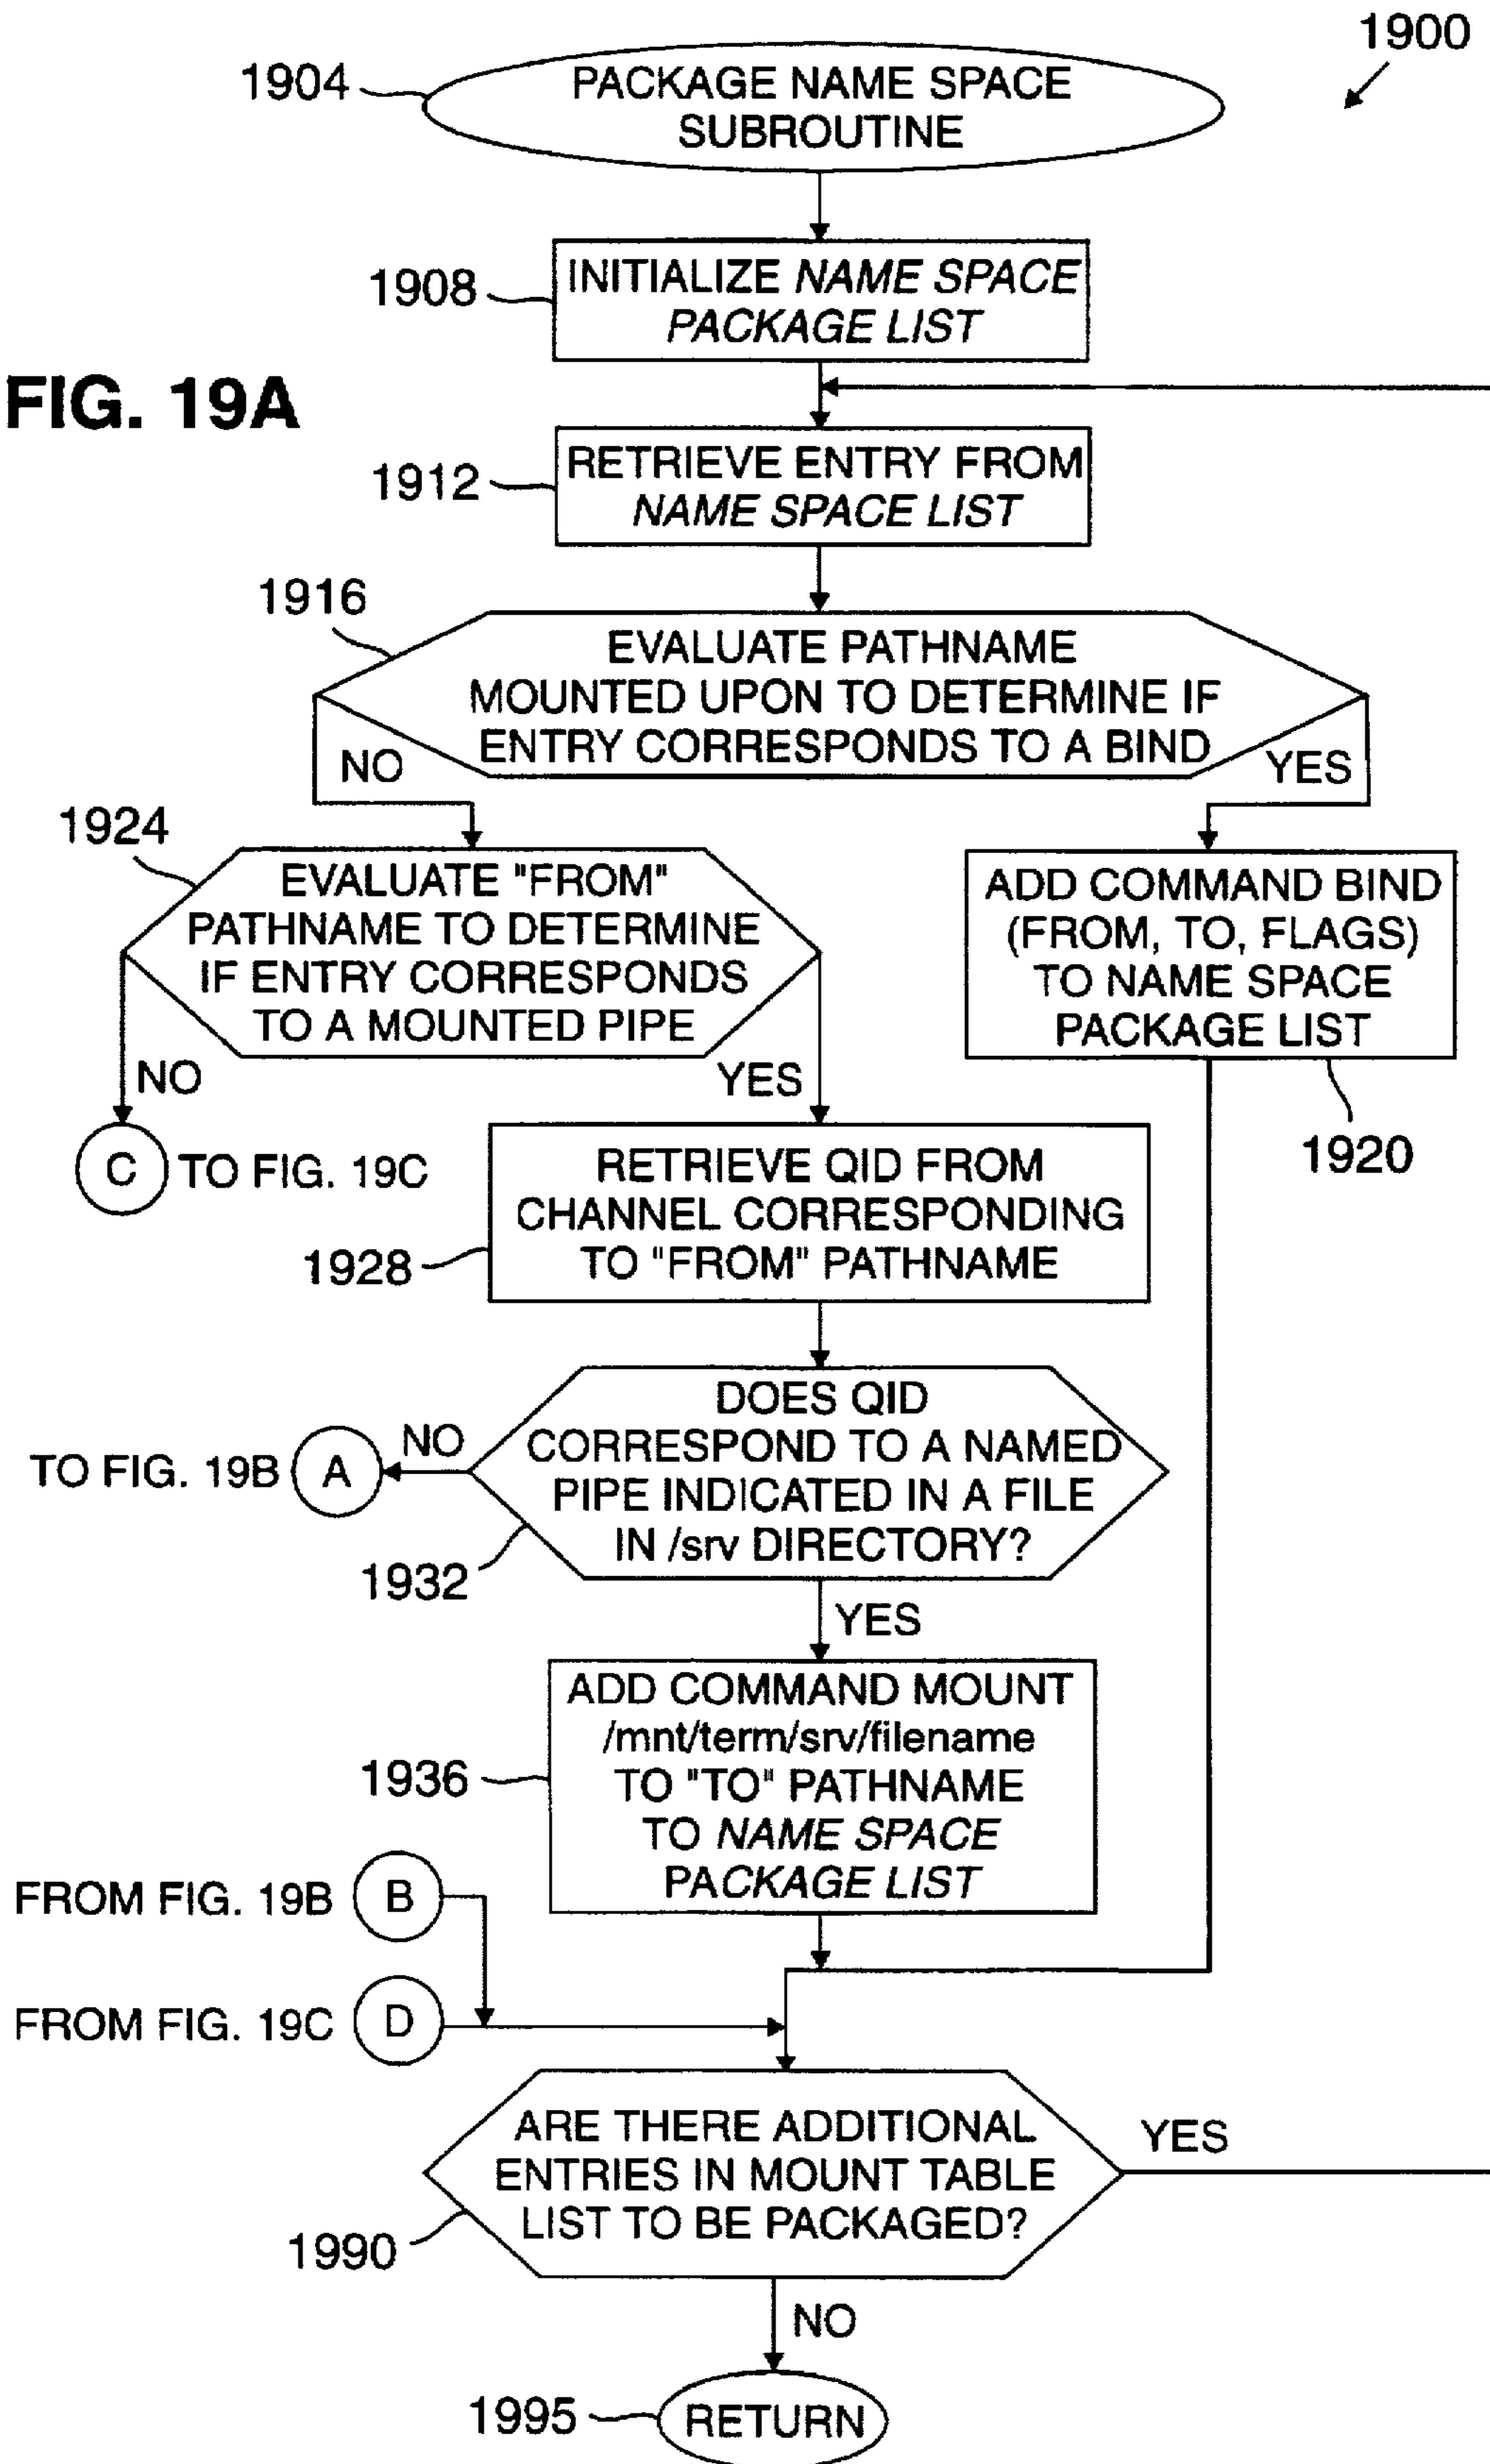 1900
1904
PACKAGE NAME SPACE
SUBROUTINE
1908
INITIALIZE NAME SPACE
PACKAGE LIST
FIG. 19A
1912
RETRIEVE ENTRY FROM
NAME SPACE LIST
1916
EVALUATE PATHNAME
MOUNTED UPON TO DETERMINE IF
ENTRY CORRESPONDS TO A BIND
NO
YES
1924
EVALUATE "FROM"
PATHNAME TO DETERMINE
IF ENTRY CORRESPONDS
TO A MOUNTED PIPE
ADD COMMAND BIND
(FROM, TO, FLAGS)
TO NAME SPACE
PACKAGE LIST
1920
NO
YES
C TO FIG. 19C
RETRIEVE QID FROM
CHANNEL CORRESPONDING
TO "FROM" PATHNAME
1928
DOES QID
CORRESPOND TO A NAMED
PIPE INDICATED IN A FILE
IN /srv DIRECTORY?
NO
TO FIG. 19B A
1932
YES
ADD COMMAND MOUNT
/mnt/term/srv/filename
TO "TO" PATHNAME
TO NAME SPACE
PACKAGE LIST
1936
FROM FIG. 19B B
FROM FIG. 19C D
ARE THERE ADDITIONAL
ENTRIES IN MOUNT TABLE
LIST TO BE PACKAGED?
YES
1990
NO
1995
RETURN